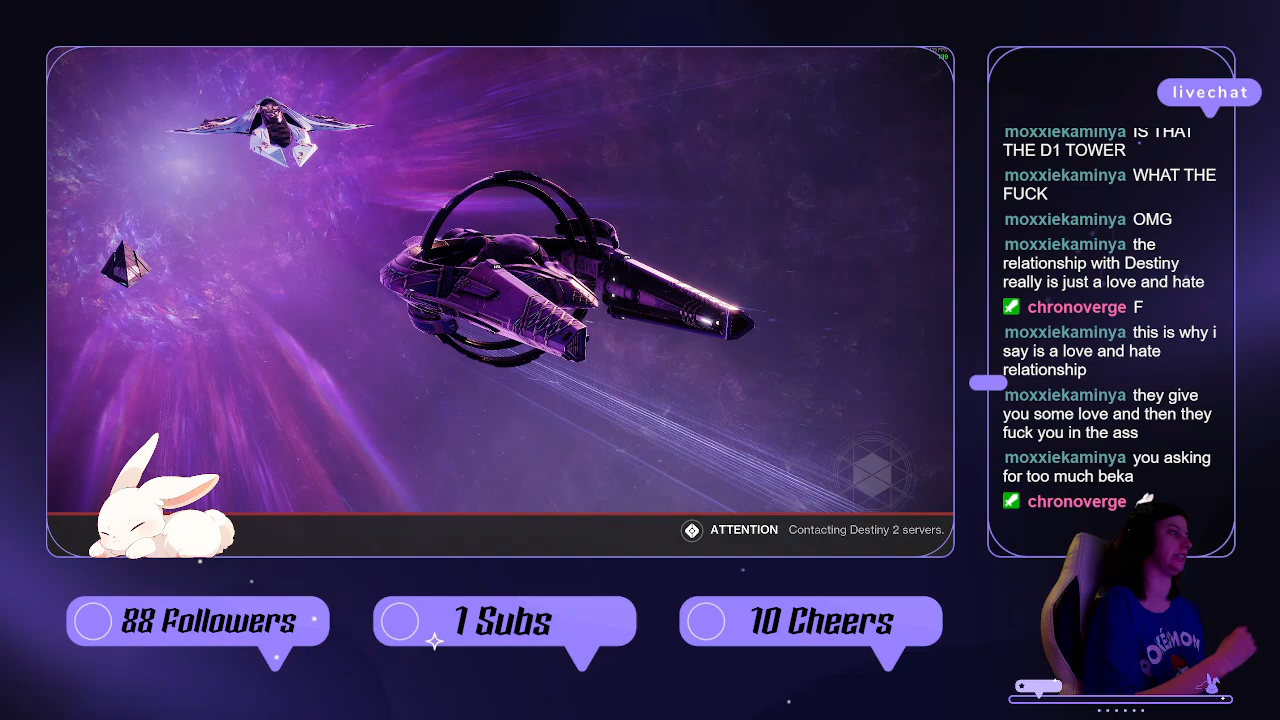 139
livechat
moxxiekaminya IS THAT
THE D1 TOWER
moxxiekaminya WHAT THE
FUCK
moxxiekaminya OMG
moxxiekaminya the
relationship with Destiny
really is just a love and hate
chronoverge F
moxxiekaminya this is why i
say is a love and hate
relationship
moxxiekaminya they give
you some love and then they
fuck you in the ass
moxxiekaminya you asking
for too much beka
chronoverge
ATTENTION Contacting Destiny 2 servers.
88 Followers
1 Subs
10 Cheers
POKÉMON